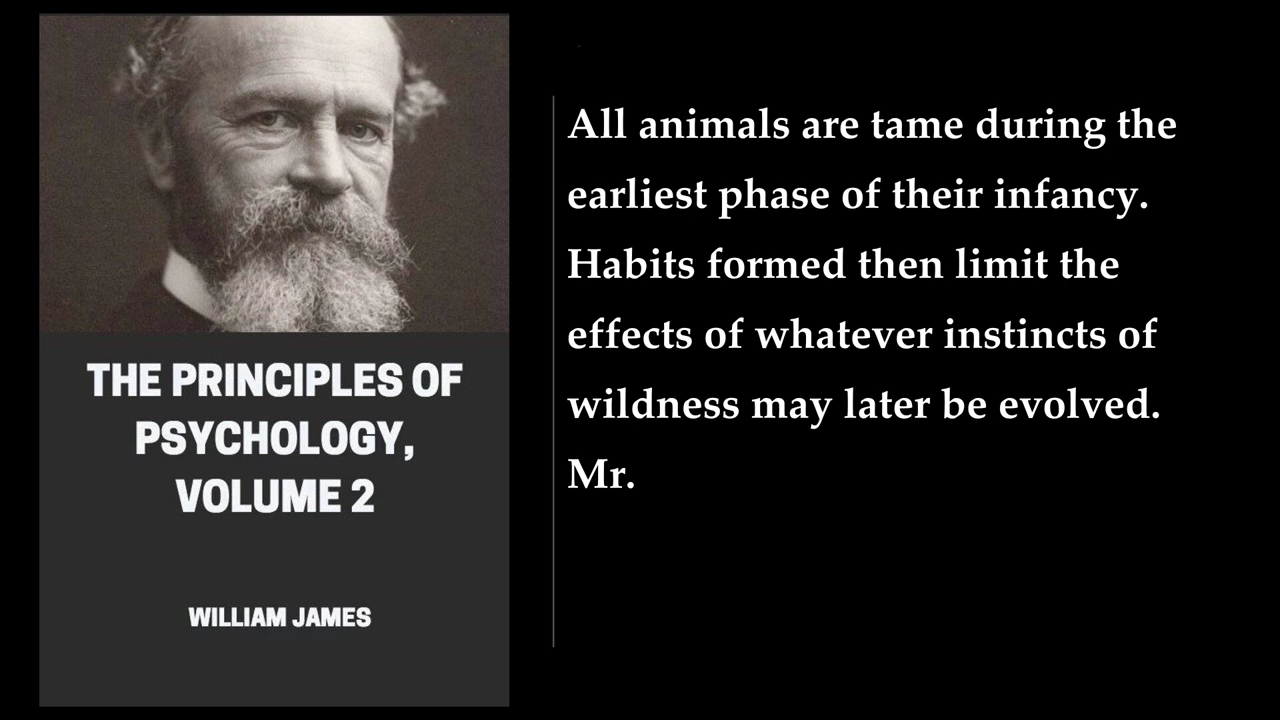 THE PRINCIPLES OF
PSYCHOLOGY,
VOLUME 2
WILLIAM JAMES
All animals are tame during the
earliest phase of their infancy.
Habits formed then limit the
effects of whatever instincts of
wildness may later be evolved.
Mr.